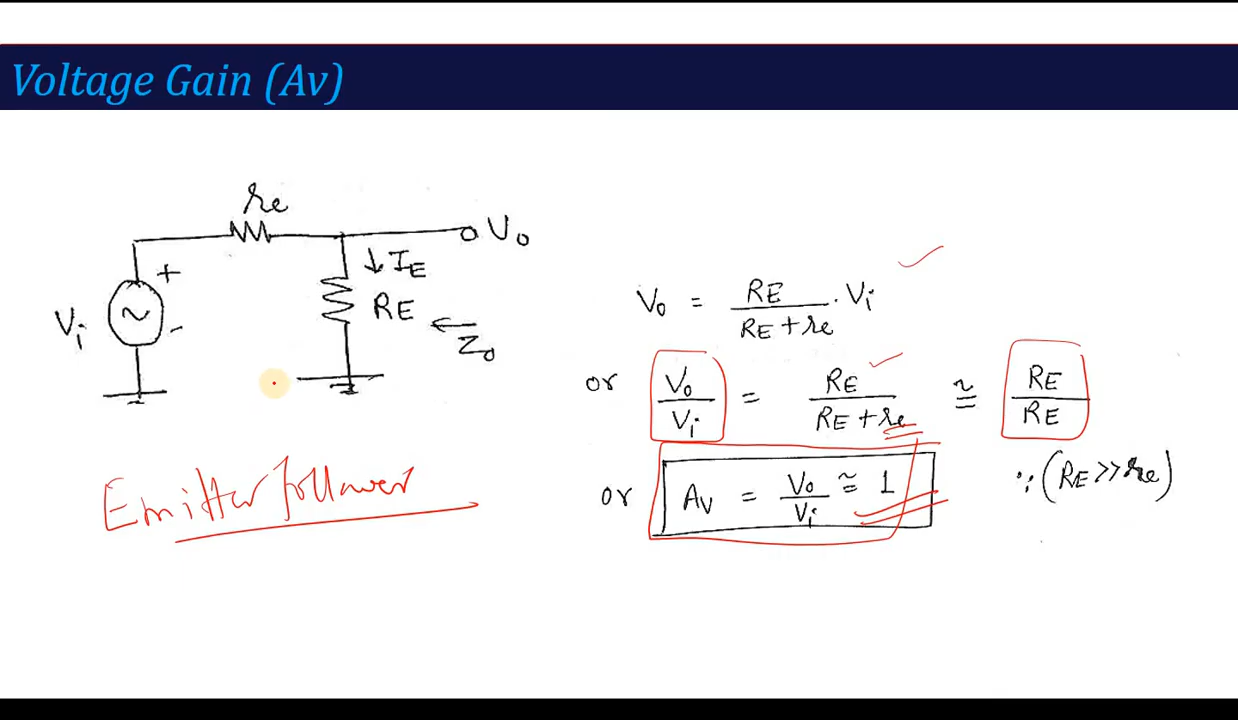 Voltage Gain (Av)
re
Vo
+
IE
Vi
RE
-
Zo
Vo = RE / RE + re . Vi
or Vo / Vi = RE / RE + re ≅ RE / RE
∵ (RE >> re)
or Av = Vo / Vi ≅ 1
Emitter follower